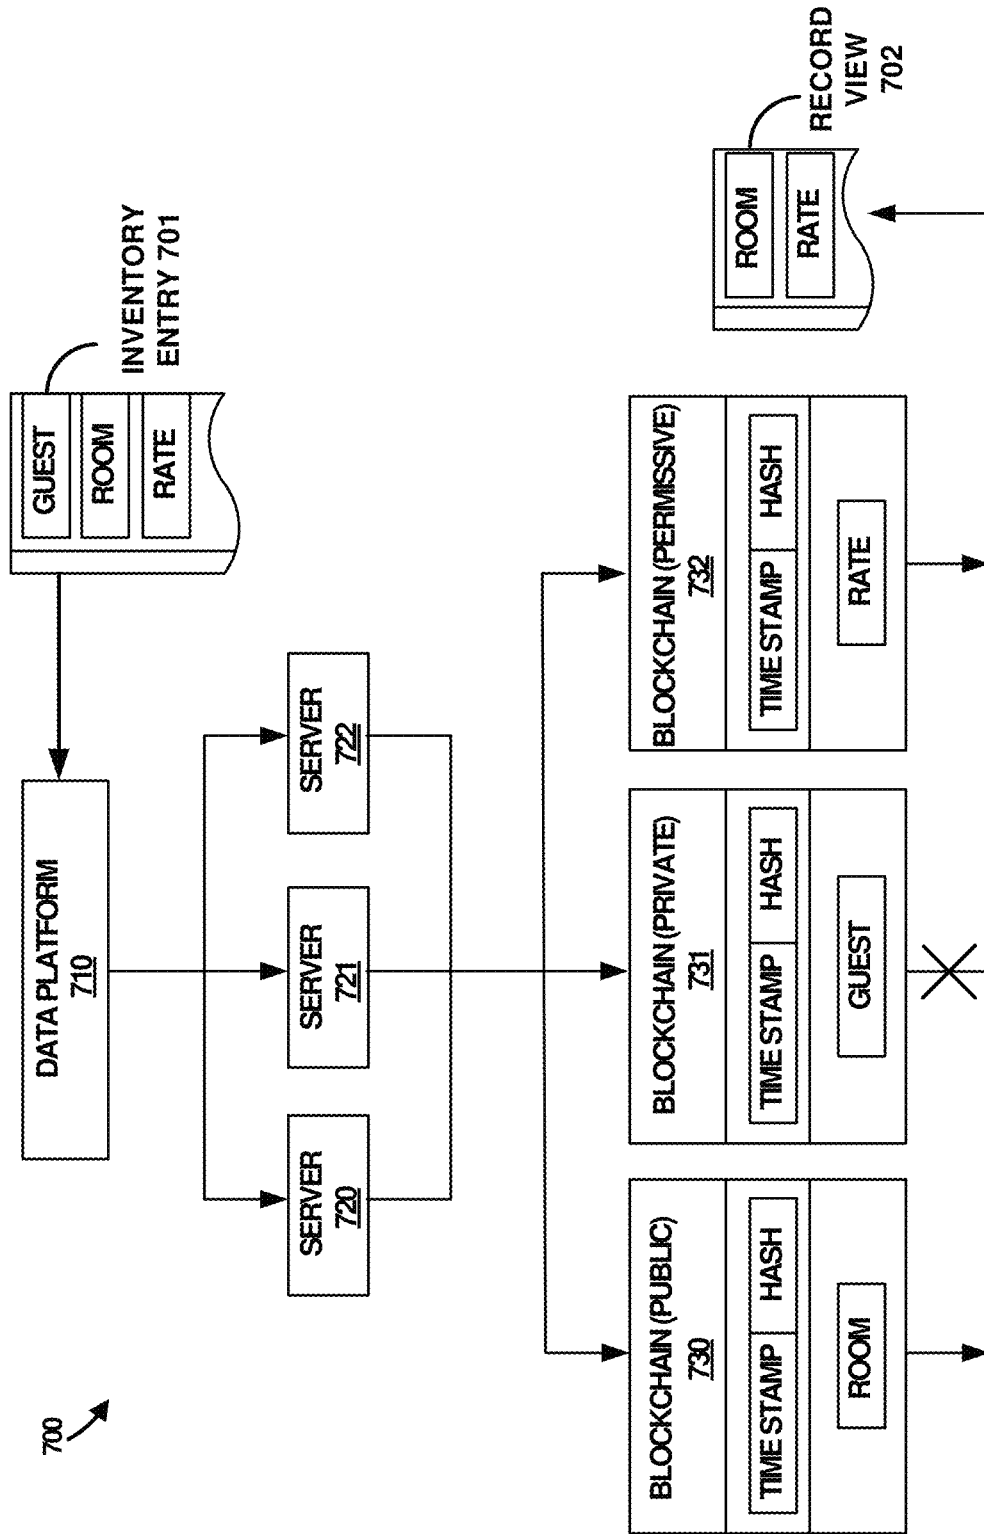 700
DATA PLATFORM
710
GUEST
ROOM
RATE
INVENTORY
ENTRY 701
SERVER
720
SERVER
721
SERVER
722
BLOCKCHAIN (PUBLIC)
730
TIME STAMP
HASH
ROOM
BLOCKCHAIN (PRIVATE)
731
TIME STAMP
HASH
GUEST
BLOCKCHAIN (PERMISSIVE)
732
TIME STAMP
HASH
RATE
ROOM
RATE
RECORD
VIEW
702